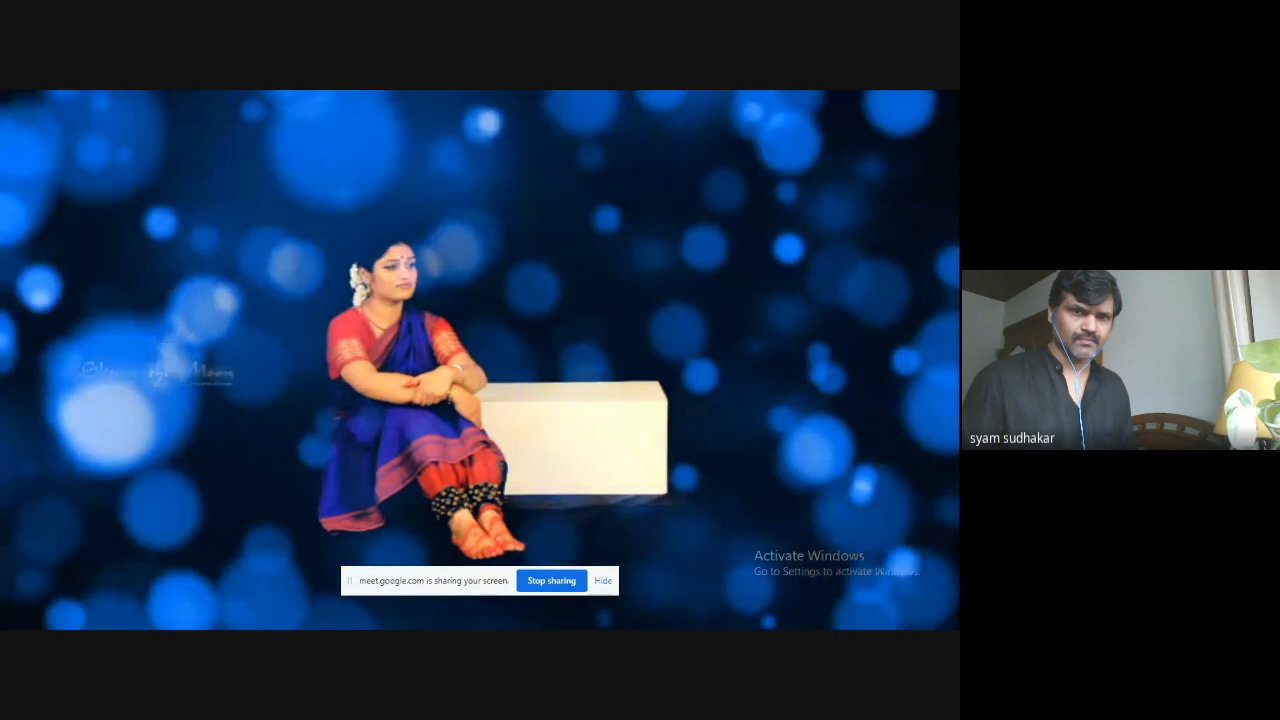 meet.google.com is sharing your screen.
Stop sharing
Hide
Activate Windows
Go to Settings to activate Windows.
syam sudhakar